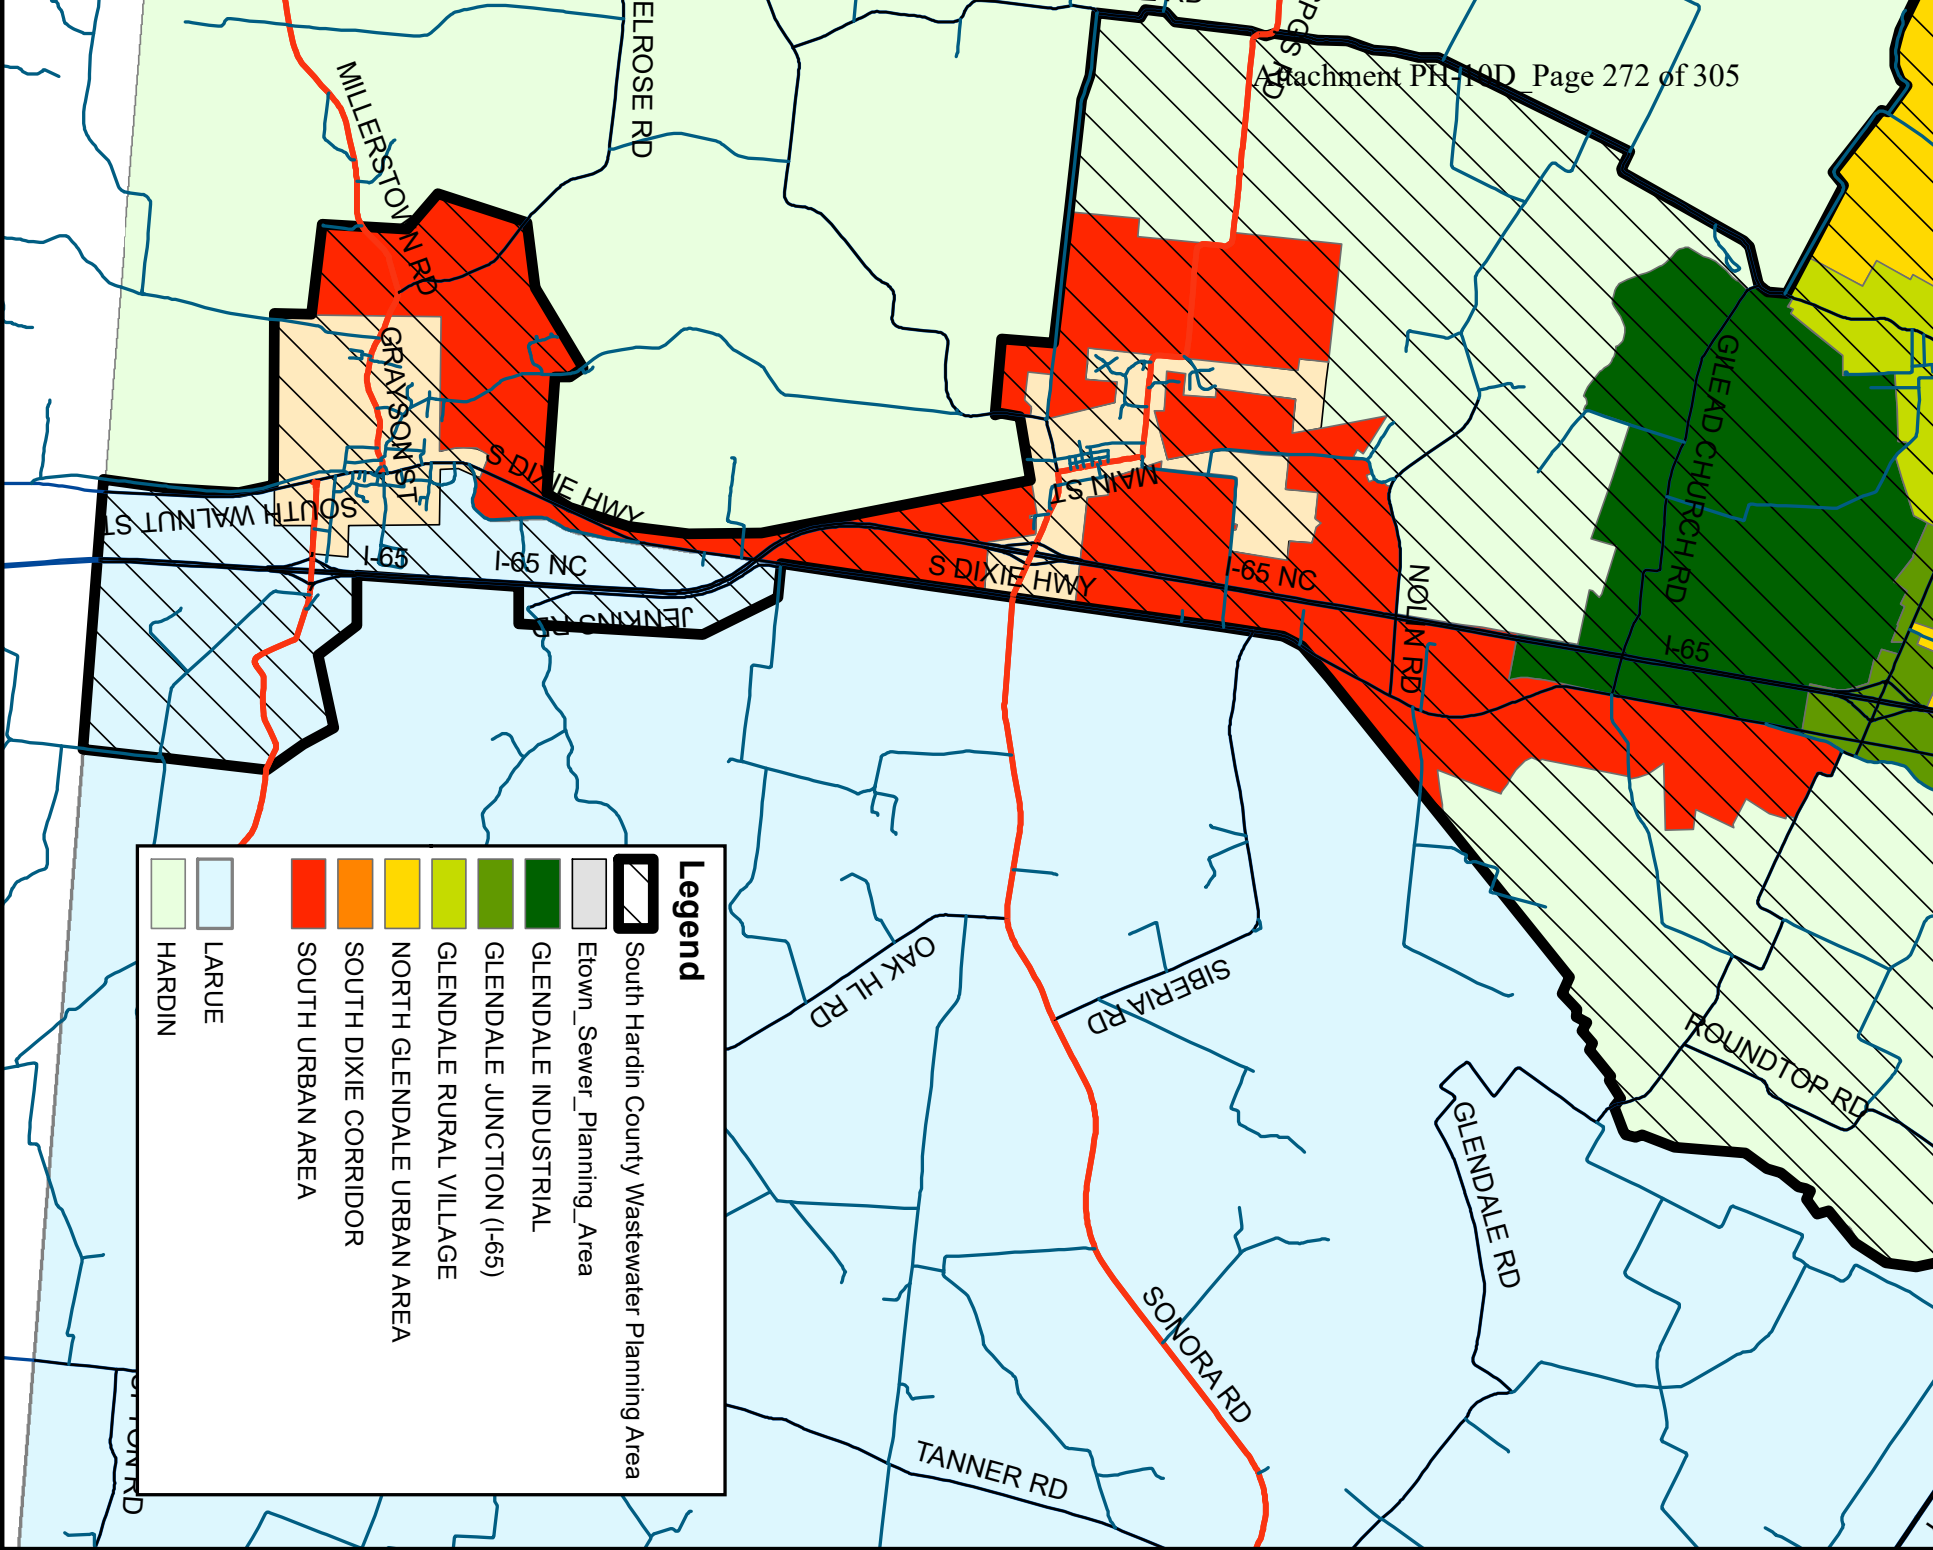 Attachment PH-10D_Page 272 of 305
ELROSE RD
PGS RD
MILLERSTOWN RD
GRAYSON ST
S DIXIE HWY
SOUTH WALNUT ST
I-65
I-65 NC
JENKINS RD
MAIN ST
S DIXIE HWY
I-65 NC
NOLIN RD
GLEAD CHURCH RD
I-65
OAK HL RD
SIBERIA RD
ROUNDTOP RD
GLENDALE RD
SONORA RD
TANNER RD
Legend
South Hardin County Wastewater Planning Area
Etown_Sewer_Planning_Area
GLENDALE INDUSTRIAL
GLENDALE JUNCTION (I-65)
GLENDALE RURAL VILLAGE
NORTH GLENDALE URBAN AREA
SOUTH DIXIE CORRIDOR
SOUTH URBAN AREA
LARUE
HARDIN